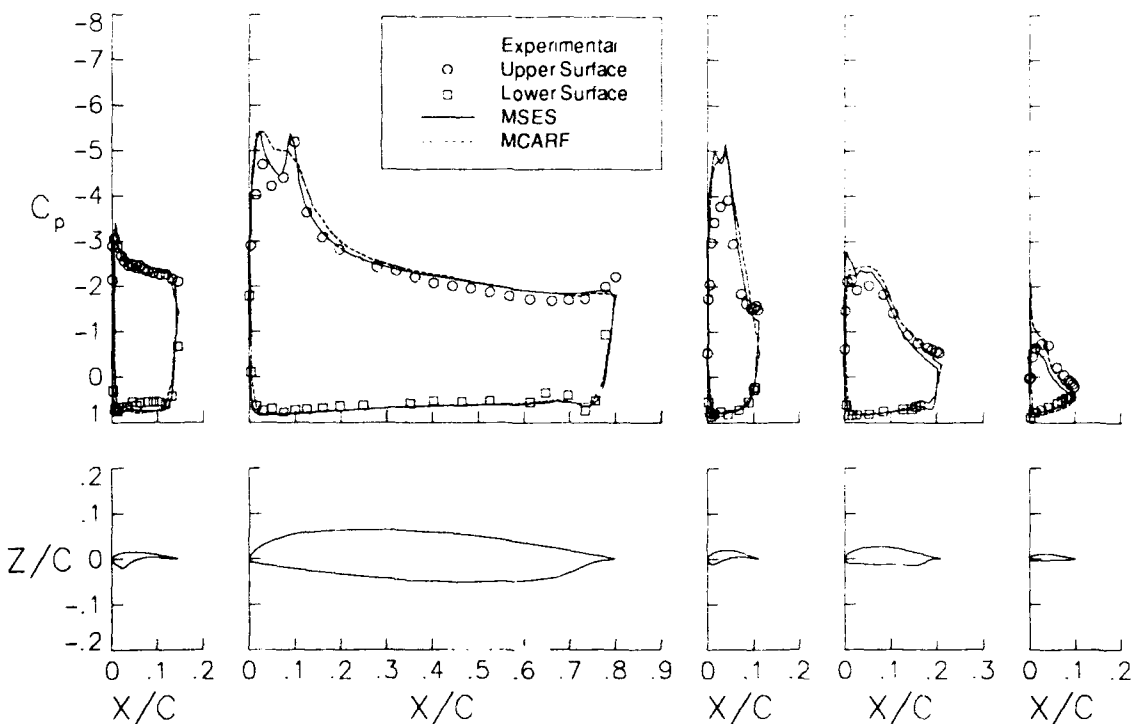 -8
-7
-6
-5
-4
-3
-2
-1
0
1
Cp
Experimental
Upper Surface
Lower Surface
MSES
MCARF
.2
.1
0
-.1
-.2
Z/C
0 .1 .2
0 .1 .2 .3 .4 .5 .6 .7 .8 .9
0 .1 .2
0 .1 .2 .3
0 .1 .2
X/C
X/C
X/C
X/C
X/C